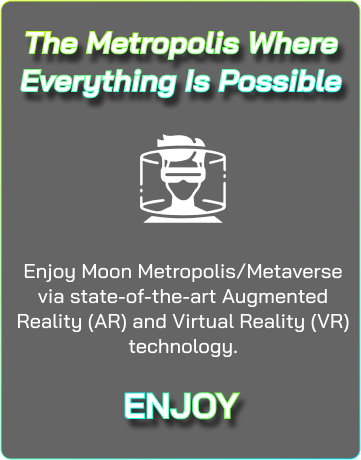 The Metropolis Where
Everything Is Possible
Enjoy Moon Metropolis/Metaverse
via state-of-the-art Augmented
Reality (AR) and Virtual Reality (VR)
technology.
ENJOY